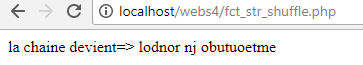 localhost/webs4/fct_str_shuffle.php
la chaine devient=> lodnor nj obutuoetme